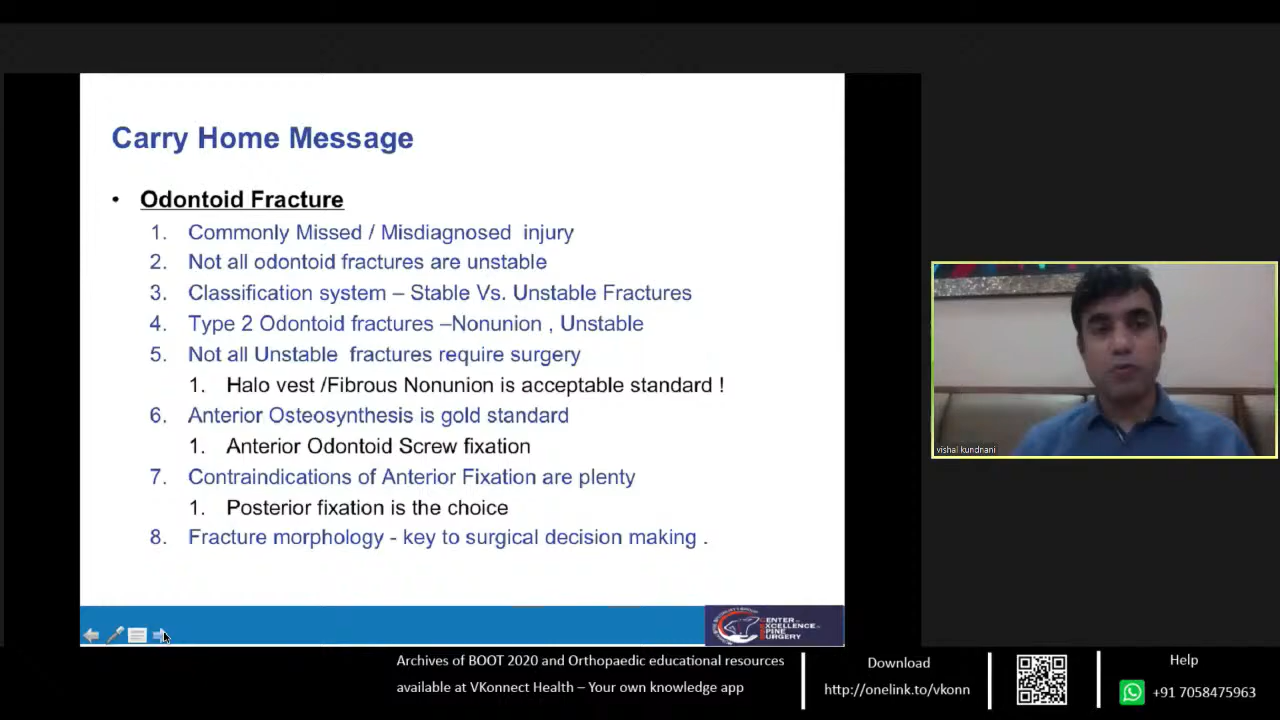 Carry Home Message
• Odontoid Fracture
1. Commonly Missed / Misdiagnosed injury
2. Not all odontoid fractures are unstable
3. Classification system – Stable Vs. Unstable Fractures
4. Type 2 Odontoid fractures –Nonunion , Unstable
5. Not all Unstable fractures require surgery
1. Halo vest /Fibrous Nonunion is acceptable standard !
6. Anterior Osteosynthesis is gold standard
1. Anterior Odontoid Screw fixation
7. Contraindications of Anterior Fixation are plenty
1. Posterior fixation is the choice
8. Fracture morphology - key to surgical decision making .
vishal kundnani
Archives of BOOT 2020 and Orthopaedic educational resources
available at VKonnect Health – Your own knowledge app
Download
http://onelink.to/vkonn
Help
+91 7058475963